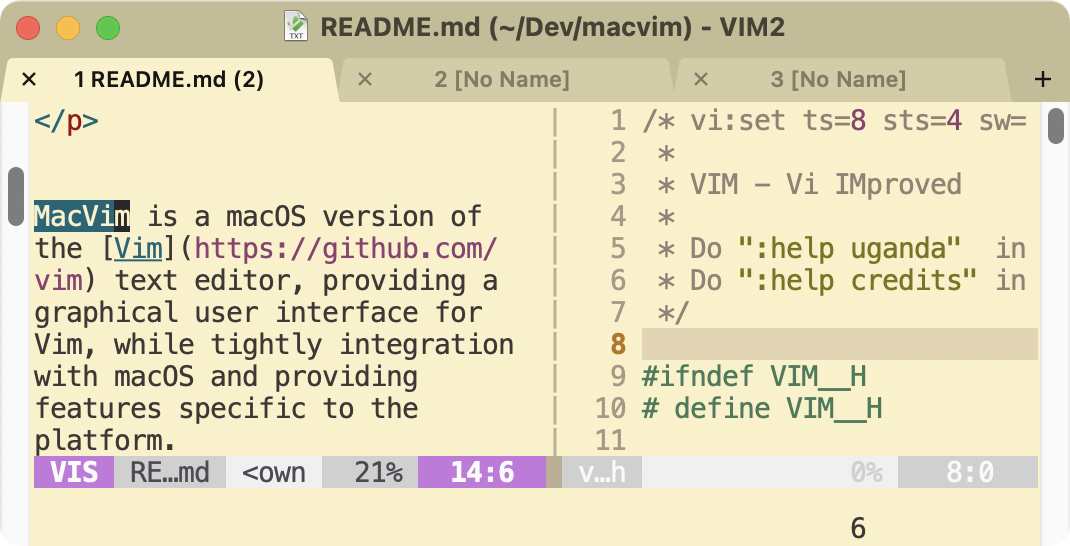 README.md (~/Dev/macvim) - VIM2
× 1 README.md (2) × 2 [No Name] × 3 [No Name] +
</p>
MacVim is a macOS version of
the [Vim](https://github.com/
vim) text editor, providing a
graphical user interface for
Vim, while tightly integration
with macOS and providing
features specific to the
platform.
VIS RE…md <own 21% 14:6
1 /* vi:set ts=8 sts=4 sw=
2 *
3 * VIM - Vi IMproved
4 *
5 * Do ":help uganda" in
6 * Do ":help credits" in
7 */
8
9 #ifndef VIM__H
10 # define VIM__H
11
v…h 0% 8:0
6